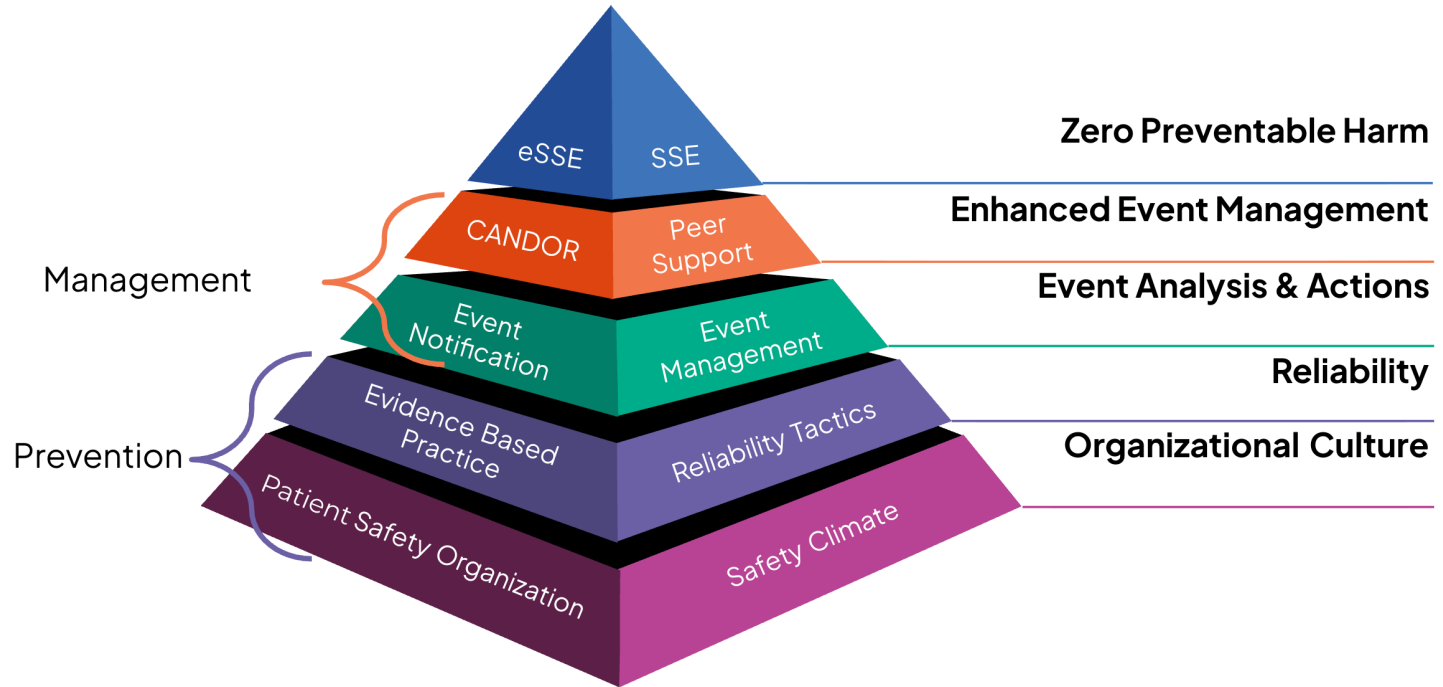 Zero Preventable Harm
eSSE
SSE
Enhanced Event Management
CANDOR
Peer
Support
Management
Event Analysis & Actions
Event
Notification
Event
Management
Reliability
Evidence Based
Practice
Reliability Tactics
Prevention
Organizational Culture
Patient Safety Organization
Safety Climate